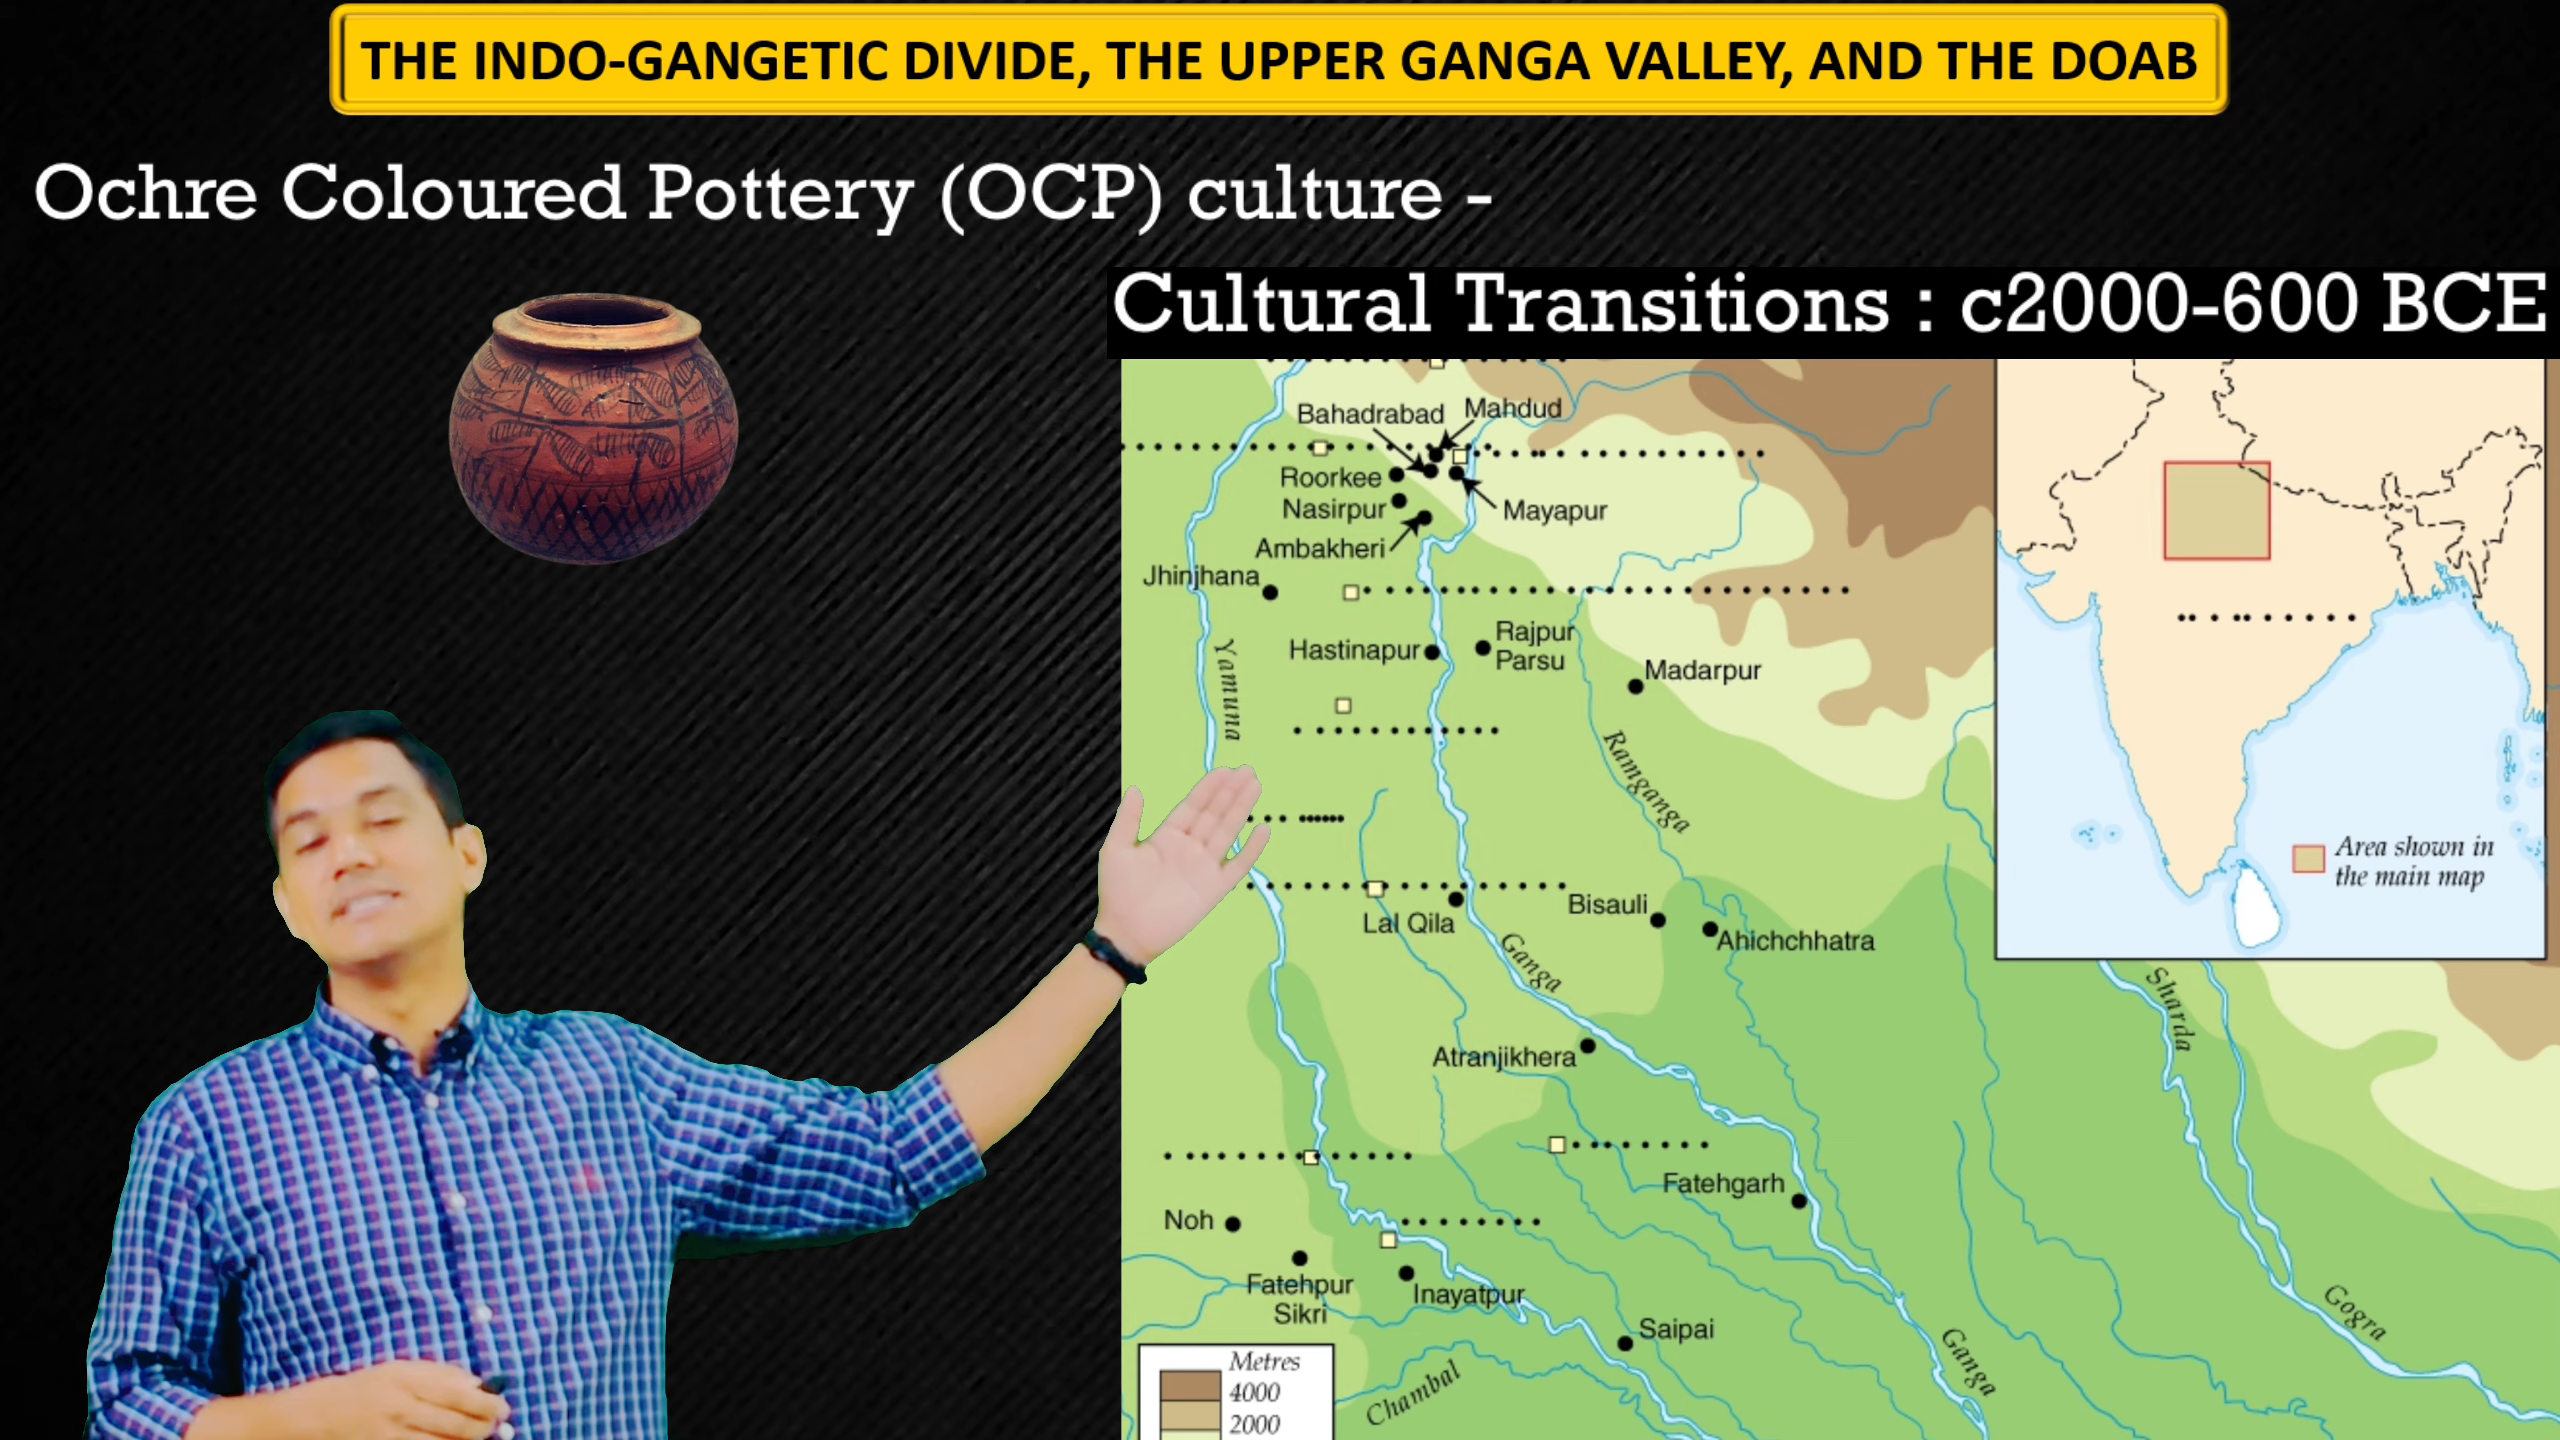 THE INDO-GANGETIC DIVIDE, THE UPPER GANGA VALLEY, AND THE DOAB
Ochre Coloured Pottery (OCP) culture -
Cultural Transitions : c2000-600 BCE
Bahadrabad
Mahdud
Roorkee
Nasirpur
Mayapur
Ambakheri
Jhinjhana
Hastinapur
Rajpur
Parsu
Madarpur
Yamuna
Ramganga
Area shown in
the main map
Lal Qila
Bisauli
Ahichchhatra
Ganga
Sharda
Atranjikhera
Fatehgarh
Noh
Fatehpur
Sikri
Inayatpur
Saipai
Gogra
Ganga
Chambal
Metres
4000
2000